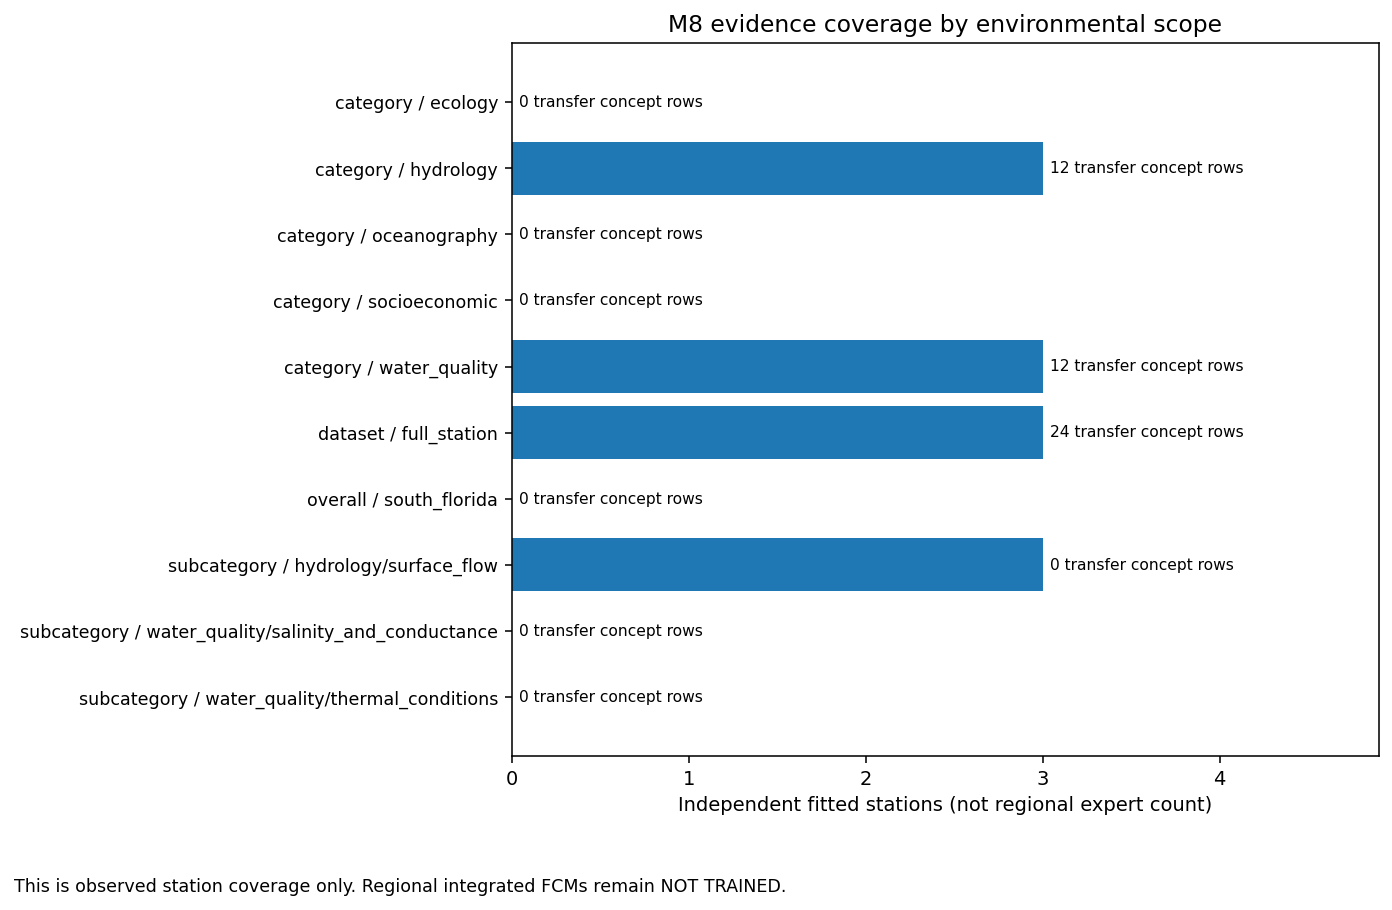 M8 evidence coverage by environmental scope
category / ecology
0 transfer concept rows
category / hydrology
12 transfer concept rows
category / oceanography
0 transfer concept rows
category / socioeconomic
0 transfer concept rows
category / water_quality
12 transfer concept rows
dataset / full_station
24 transfer concept rows
overall / south_florida
0 transfer concept rows
subcategory / hydrology/surface_flow
0 transfer concept rows
subcategory / water_quality/salinity_and_conductance
0 transfer concept rows
subcategory / water_quality/thermal_conditions
0 transfer concept rows
0 1 2 3 4
Independent fitted stations (not regional expert count)
This is observed station coverage only. Regional integrated FCMs remain NOT TRAINED.